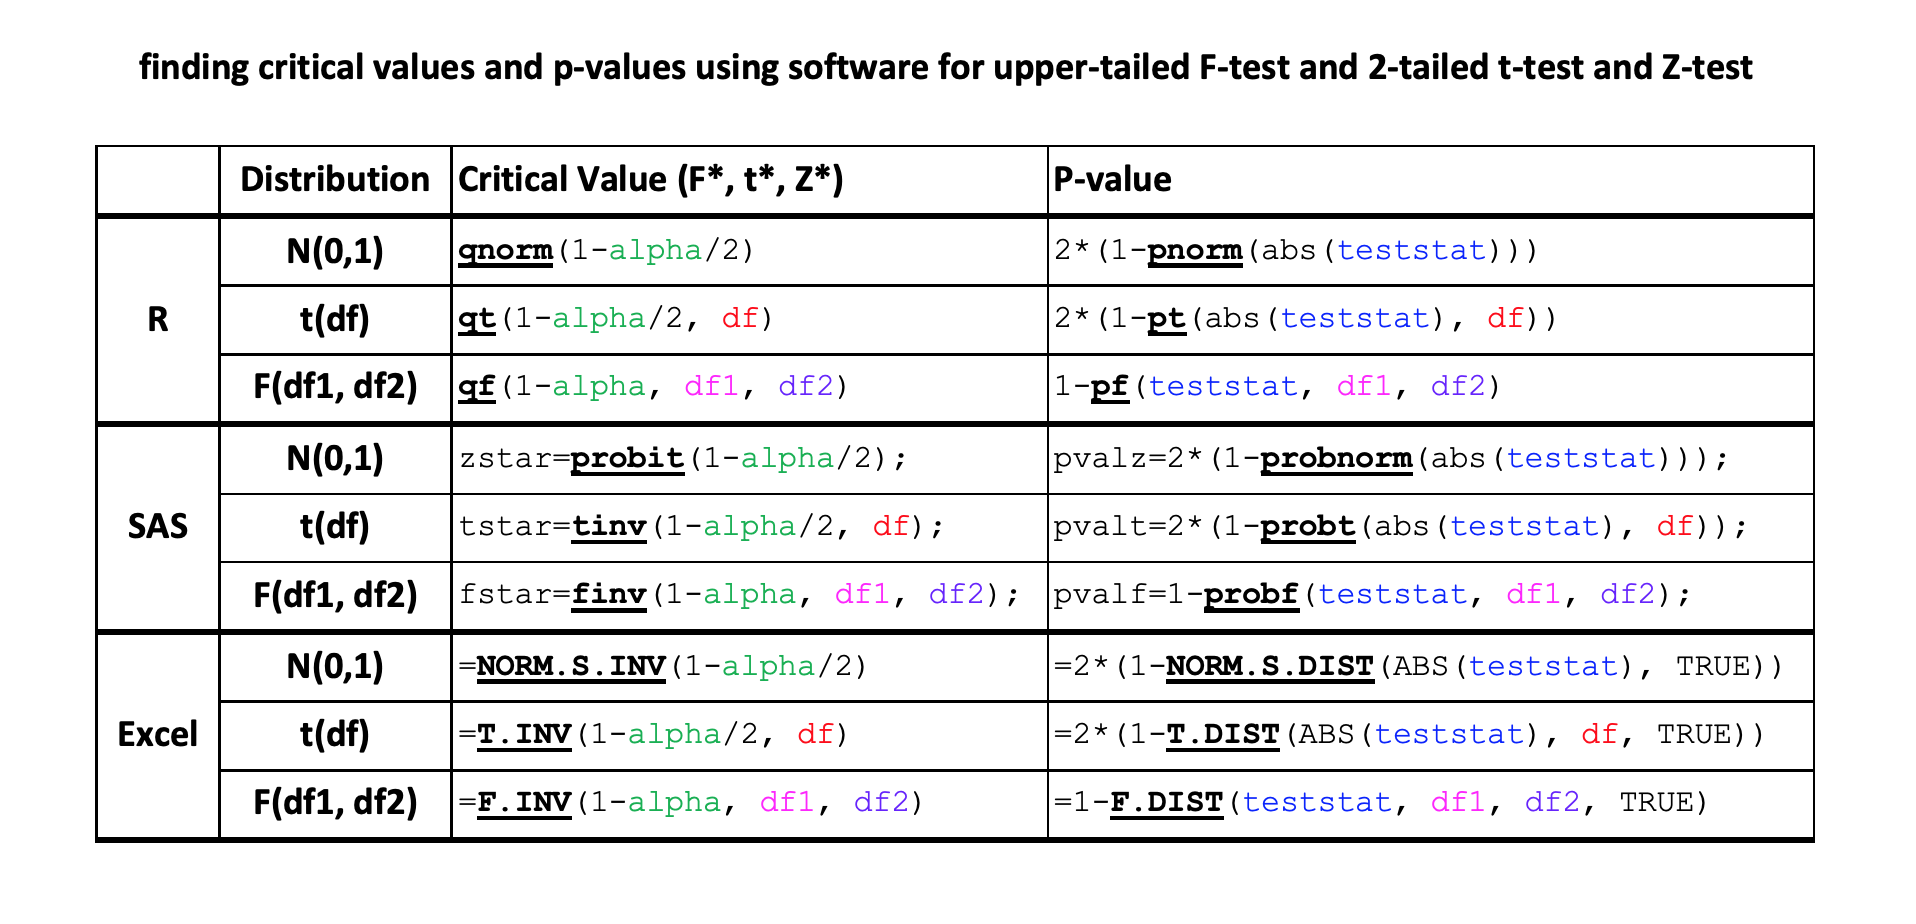 finding critical values and p-values using software for upper-tailed F-test and 2-tailed t-test and Z-test
Distribution Critical Value (F*, t*, Z*) P-value
R
N(0,1) qnorm(1-alpha/2) 2*(1-pnorm(abs(teststat)))
t(df) qt(1-alpha/2, df) 2*(1-pt(abs(teststat), df))
F(df1, df2) qf(1-alpha, df1, df2) 1-pf(teststat, df1, df2)
SAS
N(0,1) zstar=probit(1-alpha/2); pvalz=2*(1-probnorm(abs(teststat)));
t(df) tstar=tinv(1-alpha/2, df); pvalt=2*(1-probt(abs(teststat), df));
F(df1, df2) fstar=finv(1-alpha, df1, df2); pvalf=1-probf(teststat, df1, df2);
Excel
N(0,1) =NORM.S.INV(1-alpha/2) =2*(1-NORM.S.DIST(ABS(teststat), TRUE))
t(df) =T.INV(1-alpha/2, df) =2*(1-T.DIST(ABS(teststat), df, TRUE))
F(df1, df2) =F.INV(1-alpha, df1, df2) =1-F.DIST(teststat, df1, df2, TRUE)